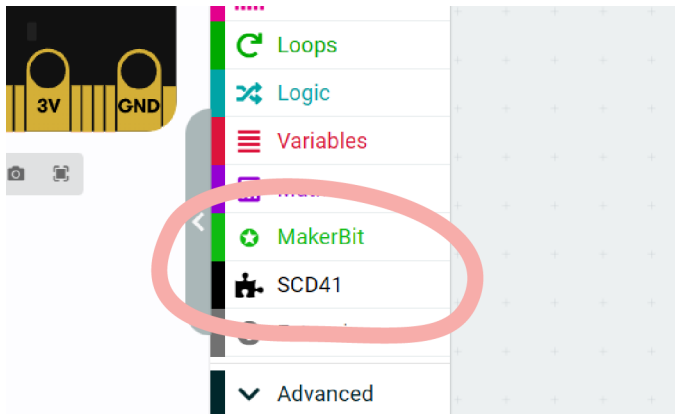 3V
GND
Loops
Logic
Variables
MakerBit
SCD41
Advanced